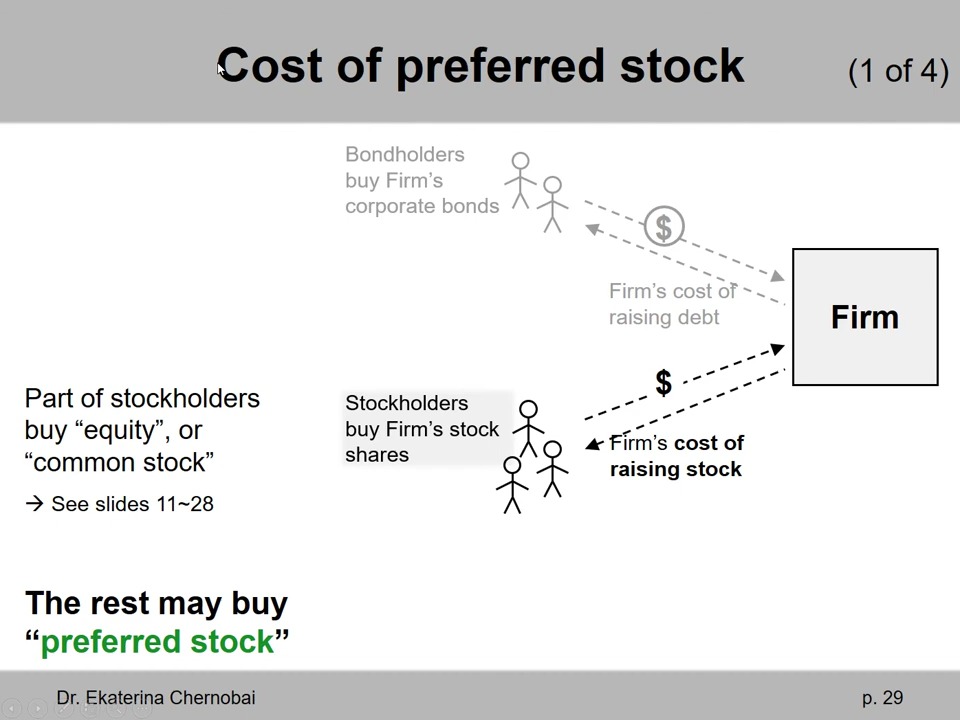 Cost of preferred stock
(1 of 4)
Bondholders
buy Firm's
corporate bonds
$
Firm's cost of
raising debt
Firm
Part of stockholders
buy “equity”, or
“common stock”
→ See slides 11~28
Stockholders
buy Firm's stock
shares
$
Firm's cost of
raising stock
The rest may buy
“preferred stock”
Dr. Ekaterina Chernobai
p. 29